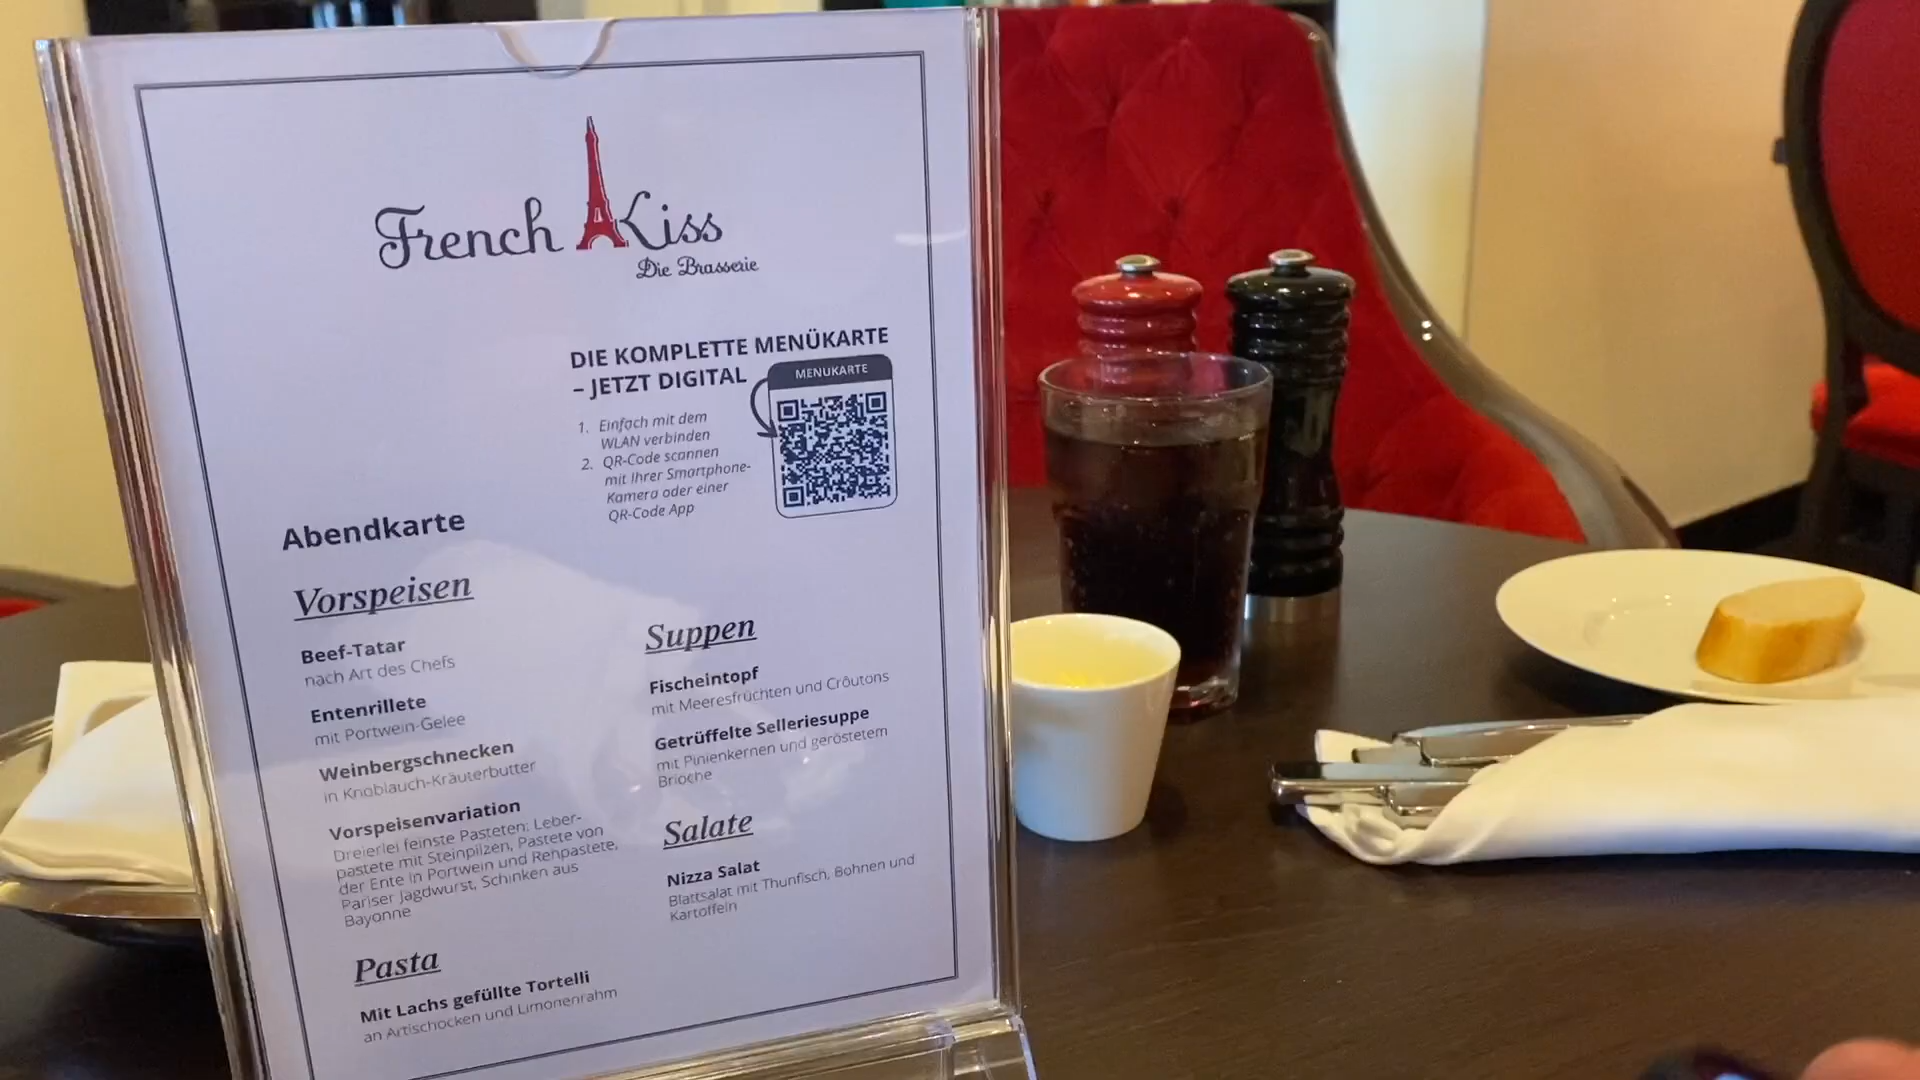 French Kiss
Die Brasserie
DIE KOMPLETTE MENÜKARTE
– JETZT DIGITAL
MENUKARTE
1. Einfach mit dem
WLAN verbinden
2. QR-Code scannen
mit Ihrer Smartphone-
Kamera oder einer
QR-Code App
Abendkarte
Vorspeisen
Beef-Tatar
nach Art des Chefs
Entenrillete
mit Portwein-Gelee
Weinbergschnecken
in Knoblauch-Kräuterbutter
Vorspeisenvariation
Dreierlei feinste Pasteten: Leber-
pastete mit Steinpilzen, Pastete von
der Ente in Portwein und Rehpastete,
Pariser Jagdwurst, Schinken aus
Bayonne
Pasta
Mit Lachs gefüllte Tortelli
an Artischocken und Limonenrahm
Suppen
Fischeintopf
mit Meeresfrüchten und Crôutons
Getrüffelte Selleriesuppe
mit Pinienkernen und geröstetem
Brioche
Salate
Nizza Salat
Blattsalat mit Thunfisch, Bohnen und
Kartoffeln